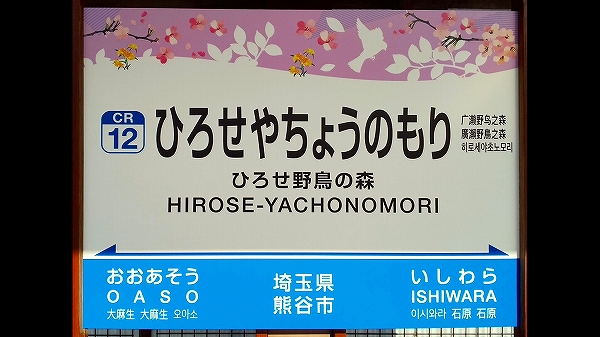 CR
12
ひろせやちょうのもり
广濑野鸟之森
廣瀨野鳥之森
히로세야초노모리
ひろせ野鳥の森
HIROSE-YACHONOMORI
おおあそう
OASO
大麻生 大麻生 오아소
埼玉県
熊谷市
いしわら
ISHIWARA
이시와라 石原 石原